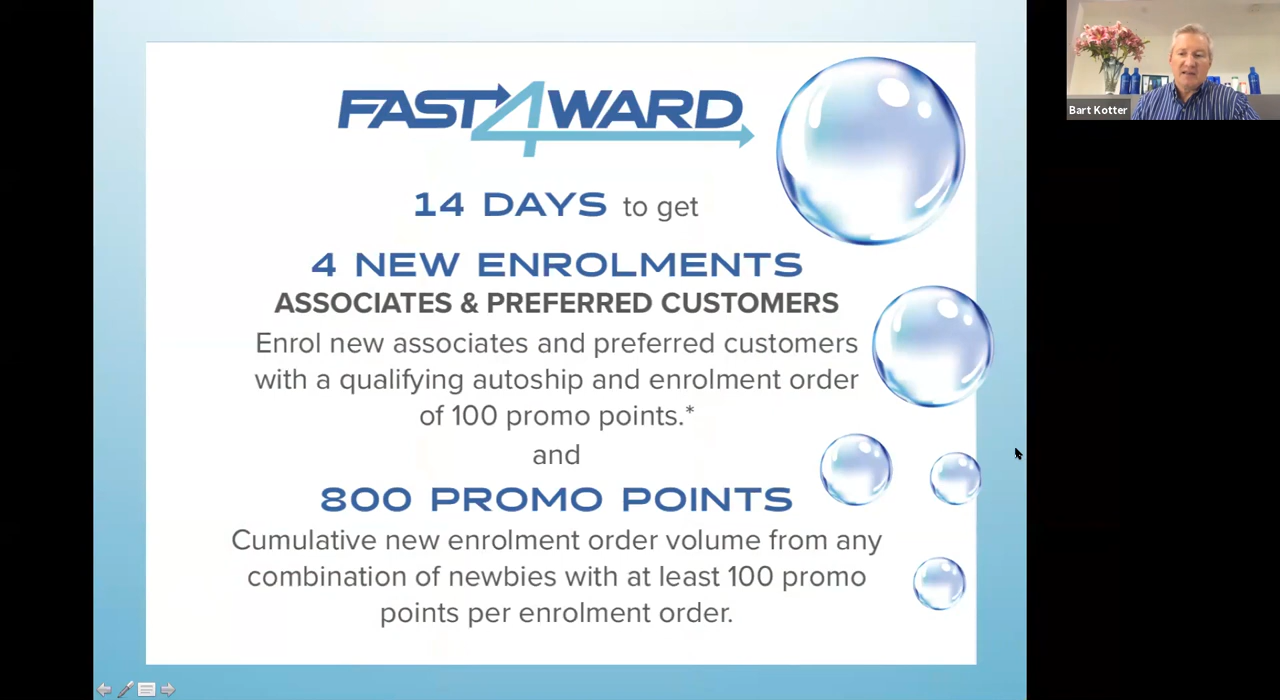 FAST4WARD
14 DAYS to get
4 NEW ENROLMENTS
ASSOCIATES & PREFERRED CUSTOMERS
Enrol new associates and preferred customers
with a qualifying autoship and enrolment order
of 100 promo points.*
and
800 PROMO POINTS
Cumulative new enrolment order volume from any
combination of newbies with at least 100 promo
points per enrolment order.
Bart Kotter